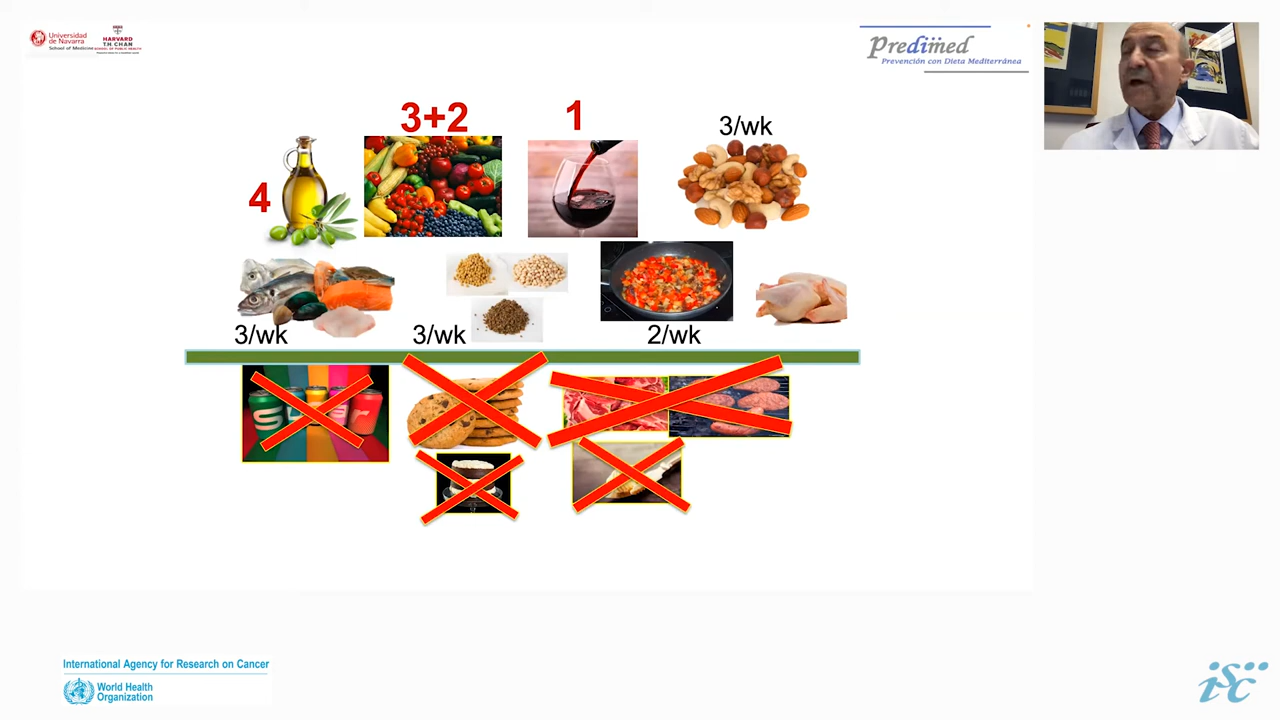 Universidad
de Navarra
School of Medicine
HARVARD
T.H. CHAN
SCHOOL OF PUBLIC HEALTH
Predimed
Prevención con Dieta Mediterránea
3+2
1
3/wk
4
3/wk
3/wk
2/wk
International Agency for Research on Cancer
World Health
Organization
isc